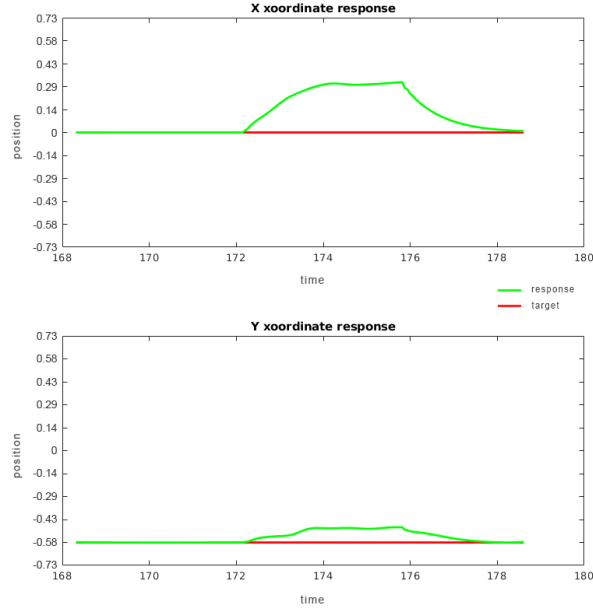 X xoordinate response
0.73
0.58
0.43
0.29
0.14
0
-0.14
-0.29
-0.43
-0.58
-0.73
position
168 170 172 174 176 178 180
time
response
target
Y xoordinate response
0.73
0.58
0.43
0.29
0.14
0
-0.14
-0.29
-0.43
-0.58
-0.73
position
168 170 172 174 176 178 180
time